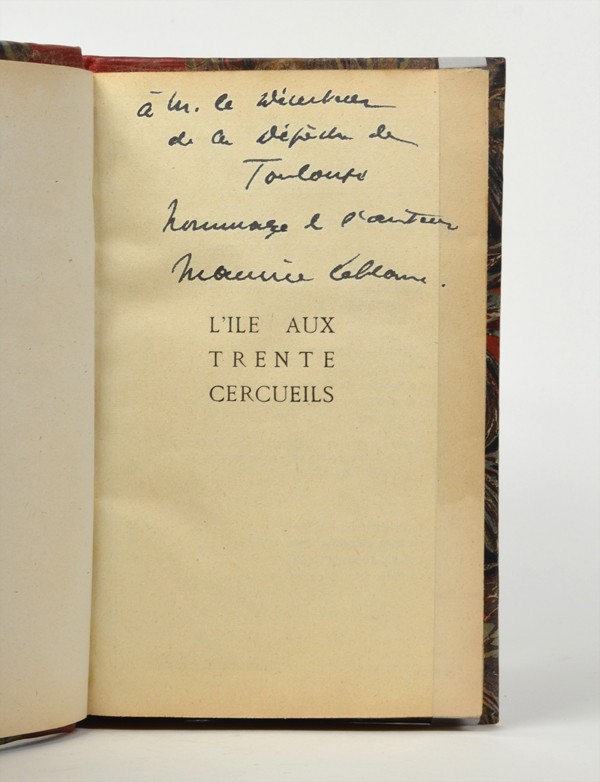 à M. le Directeur
de la Dépêche de
Toulouse
hommage de l'auteur
Maurice Leblanc.
L'ILE AUX
TRENTE
CERCUEILS